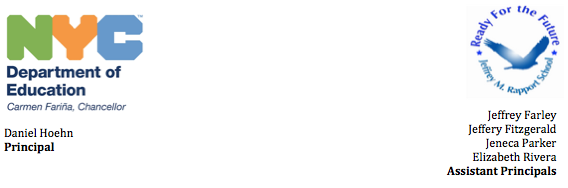 NYC
Department of
Education
Carmen Fariña, Chancellor
Daniel Hoehn
Principal
Ready For the Future
Jeffrey M. Rapport School
Jeffrey Farley
Jeffery Fitzgerald
Jeneca Parker
Elizabeth Rivera
Assistant Principals